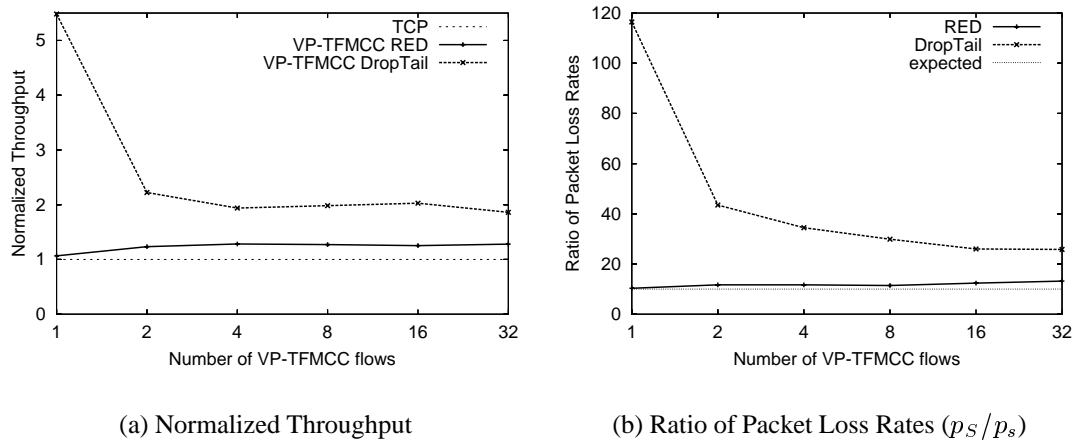 TCP
VP-TFMCC RED
VP-TFMCC DropTail
Normalized Throughput
5
4
3
2
1
0
1 2 4 8 16 32
Number of VP-TFMCC flows
(a) Normalized Throughput
RED
DropTail
expected
Ratio of Packet Loss Rates
120
100
80
60
40
20
0
1 2 4 8 16 32
Number of VP-TFMCC flows
(b) Ratio of Packet Loss Rates (p_S/p_s)